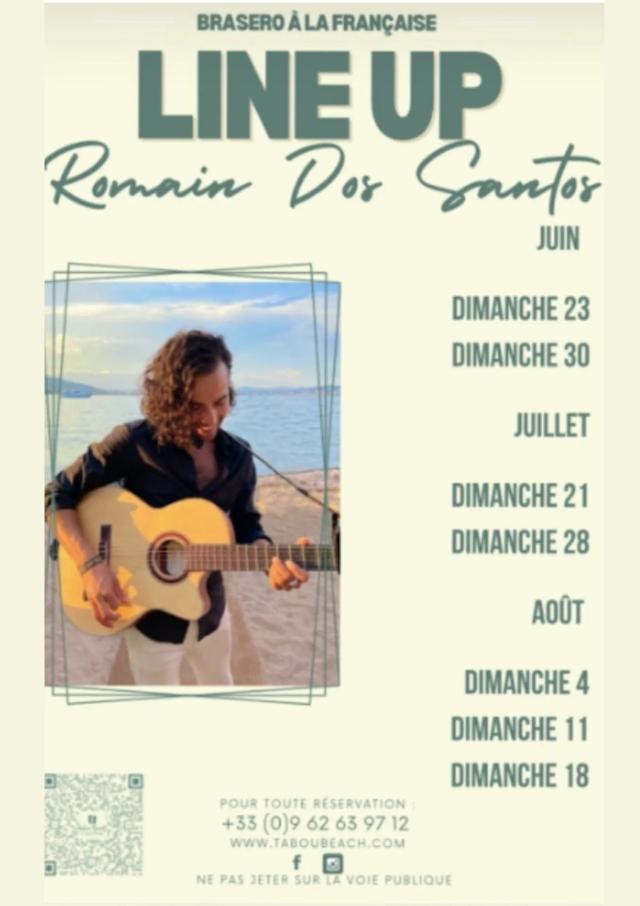 BRASERO À LA FRANÇAISE
LINE UP
Romain Dos Santos
JUIN
DIMANCHE 23
DIMANCHE 30
JUILLET
DIMANCHE 21
DIMANCHE 28
AOÛT
DIMANCHE 4
DIMANCHE 11
DIMANCHE 18
POUR TOUTE RÉSERVATION :
+33 (0)9 62 63 97 12
WWW.TABOUBEACH.COM
NE PAS JETER SUR LA VOIE PUBLIQUE